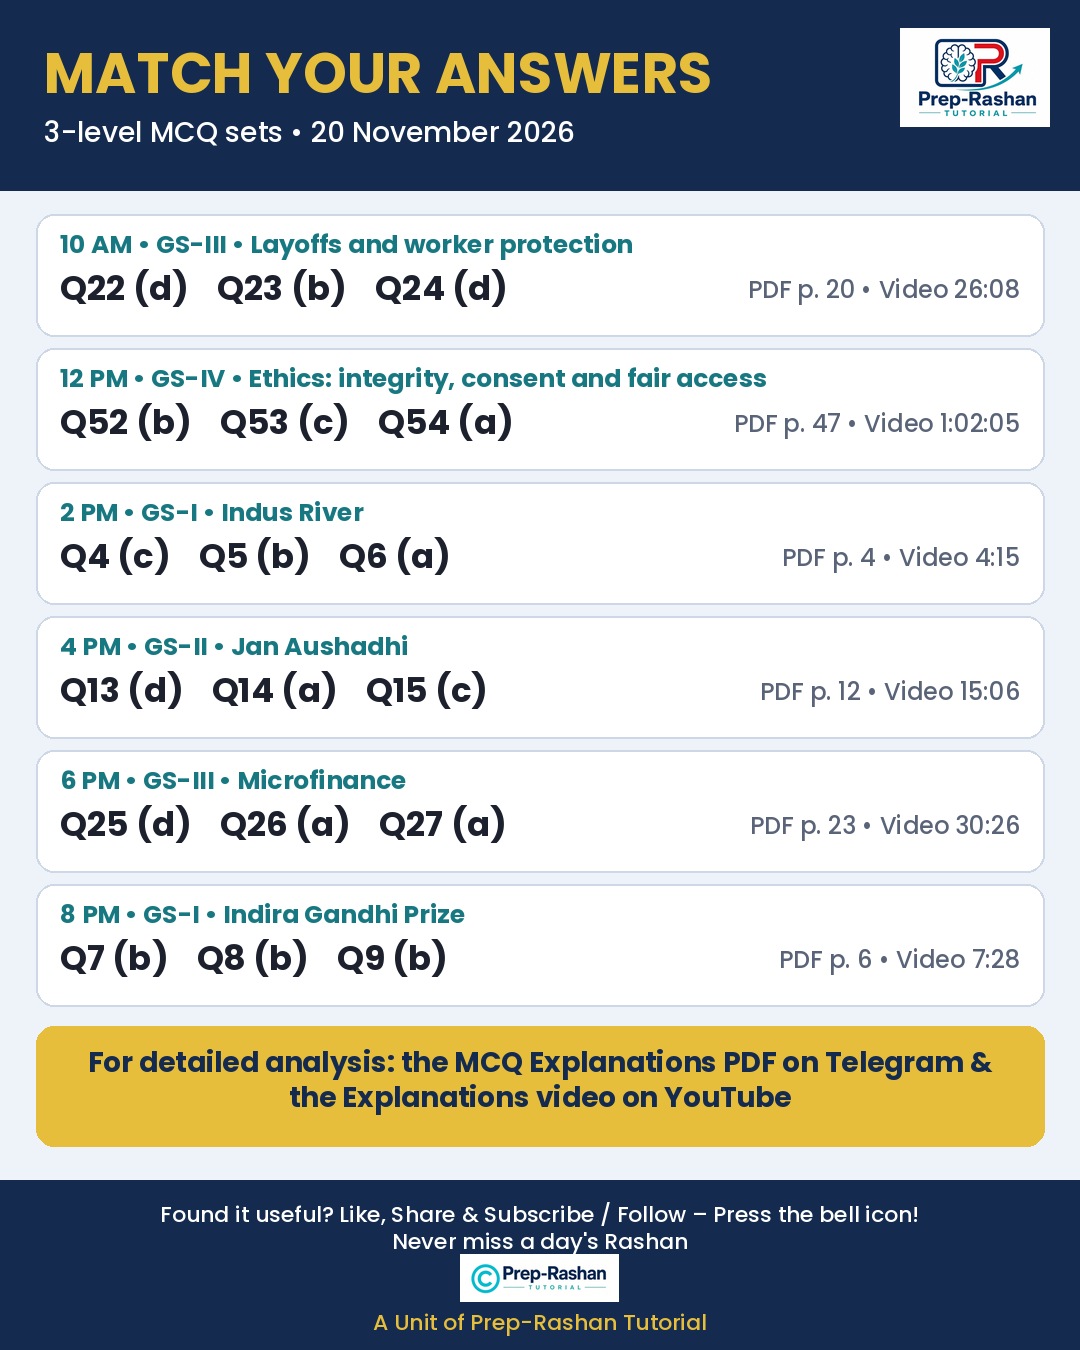 MATCH YOUR ANSWERS
3-level MCQ sets • 20 November 2026
Prep-Rashan
TUTORIAL
10 AM • GS-III • Layoffs and worker protection
Q22 (d) Q23 (b) Q24 (d) PDF p. 20 • Video 26:08
12 PM • GS-IV • Ethics: integrity, consent and fair access
Q52 (b) Q53 (c) Q54 (a) PDF p. 47 • Video 1:02:05
2 PM • GS-I • Indus River
Q4 (c) Q5 (b) Q6 (a) PDF p. 4 • Video 4:15
4 PM • GS-II • Jan Aushadhi
Q13 (d) Q14 (a) Q15 (c) PDF p. 12 • Video 15:06
6 PM • GS-III • Microfinance
Q25 (d) Q26 (a) Q27 (a) PDF p. 23 • Video 30:26
8 PM • GS-I • Indira Gandhi Prize
Q7 (b) Q8 (b) Q9 (b) PDF p. 6 • Video 7:28
For detailed analysis: the MCQ Explanations PDF on Telegram &
the Explanations video on YouTube
Found it useful? Like, Share & Subscribe / Follow – Press the bell icon!
Never miss a day's Rashan
© Prep-Rashan
TUTORIAL
A Unit of Prep-Rashan Tutorial